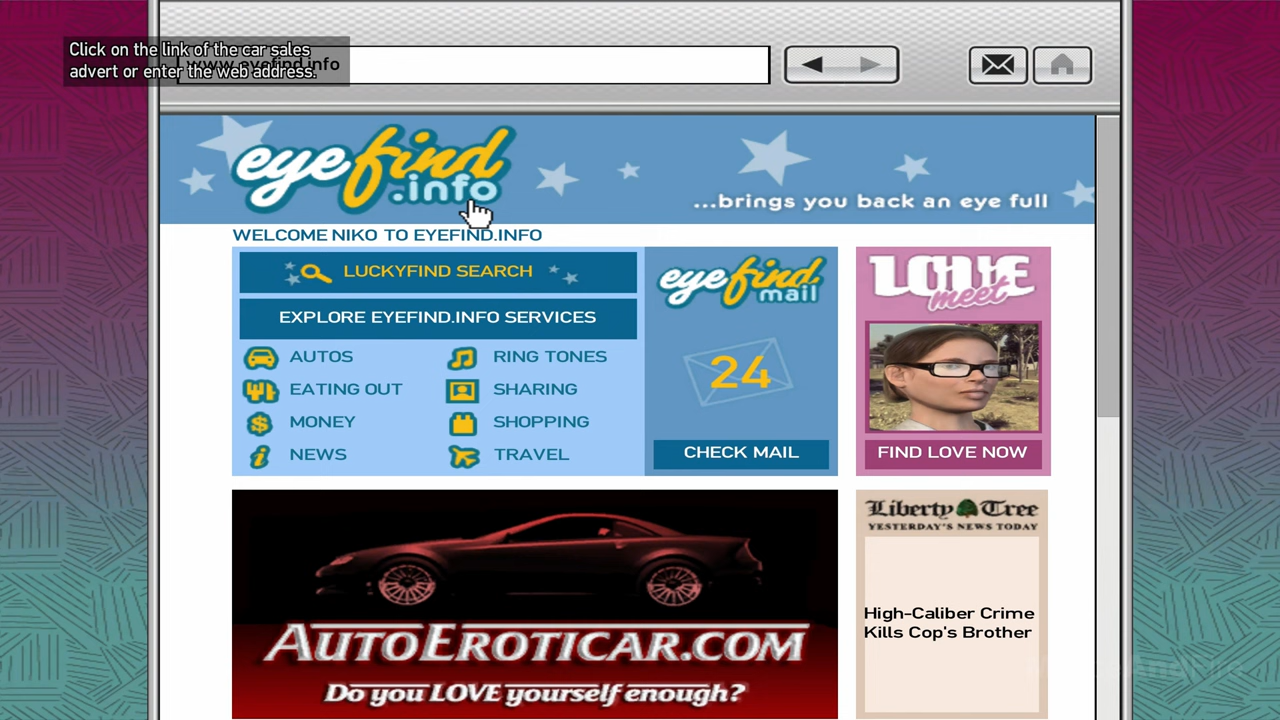 Click on the link of the car sales
advert or enter the web address.
www.eyefind.info
eyefind
.info
...brings you back an eye full
WELCOME NIKO TO EYEFIND.INFO
LUCKYFIND SEARCH
EXPLORE EYEFIND.INFO SERVICES
AUTOS
RING TONES
EATING OUT
SHARING
MONEY
SHOPPING
NEWS
TRAVEL
eyefind
mail
24
CHECK MAIL
LOVE
meet
FIND LOVE NOW
AUTOEROTICAR.COM
Do you LOVE yourself enough?
Liberty Tree
YESTERDAY'S NEWS TODAY
High-Caliber Crime
Kills Cop's Brother